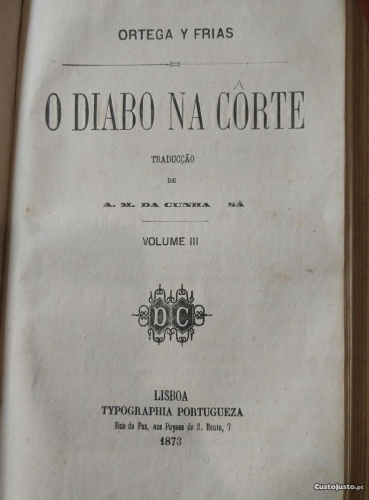 ORTEGA Y FRIAS
O DIABO NA CÔRTE
TRADUCÇÃO
DE
A. M. DA CUNHA SÁ
VOLUME III
DC
LISBOA
TYPOGRAPHIA PORTUGUEZA
Rua da Paz, aos Poyaes de S. Bento, 7
1873
CustoJusto.pt